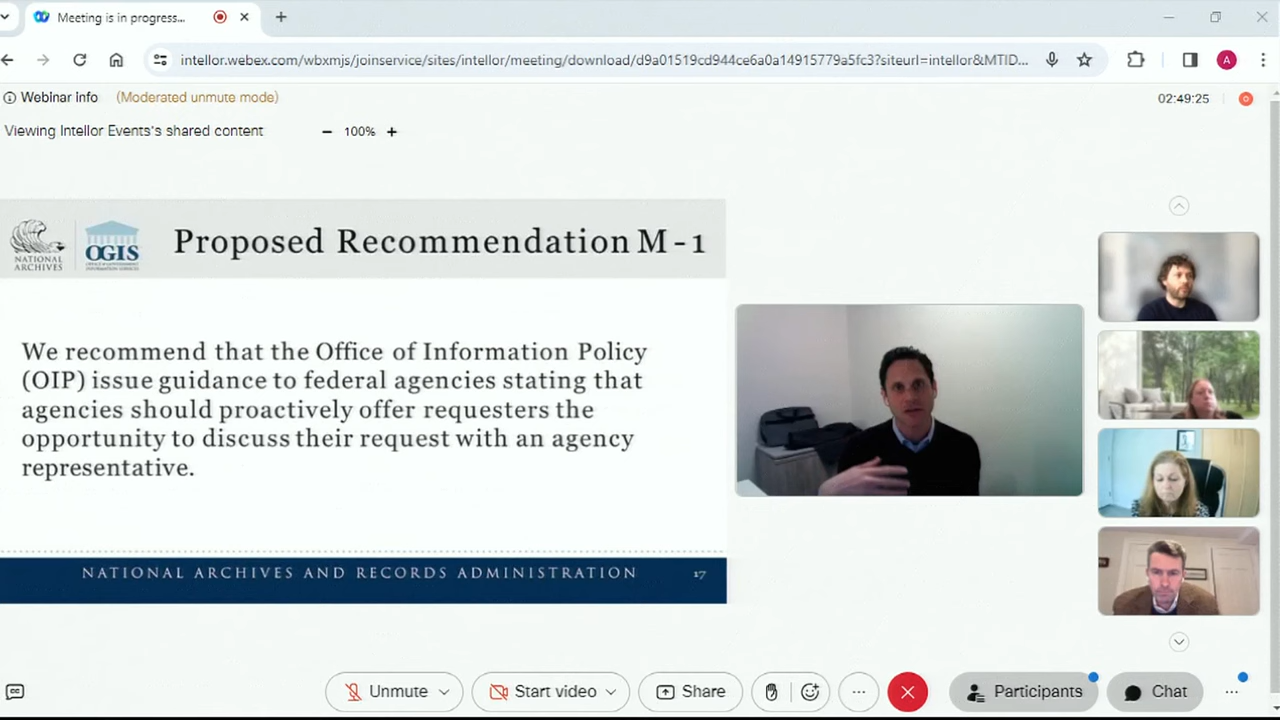 Meeting is in progress...
intellor.webex.com/wbxmjs/joinservice/sites/intellor/meeting/download/d9a01519cd944ce6a0a14915779a5fc3?siteurl=intellor&MTID...
A
Webinar info (Moderated unmute mode)
02:49:25
Viewing Intellor Events's shared content
100%
NATIONAL
ARCHIVES
OGIS
Proposed Recommendation M-1
We recommend that the Office of Information Policy
(OIP) issue guidance to federal agencies stating that
agencies should proactively offer requesters the
opportunity to discuss their request with an agency
representative.
NATIONAL ARCHIVES AND RECORDS ADMINISTRATION 17
Unmute
Start video
Share
Participants
Chat